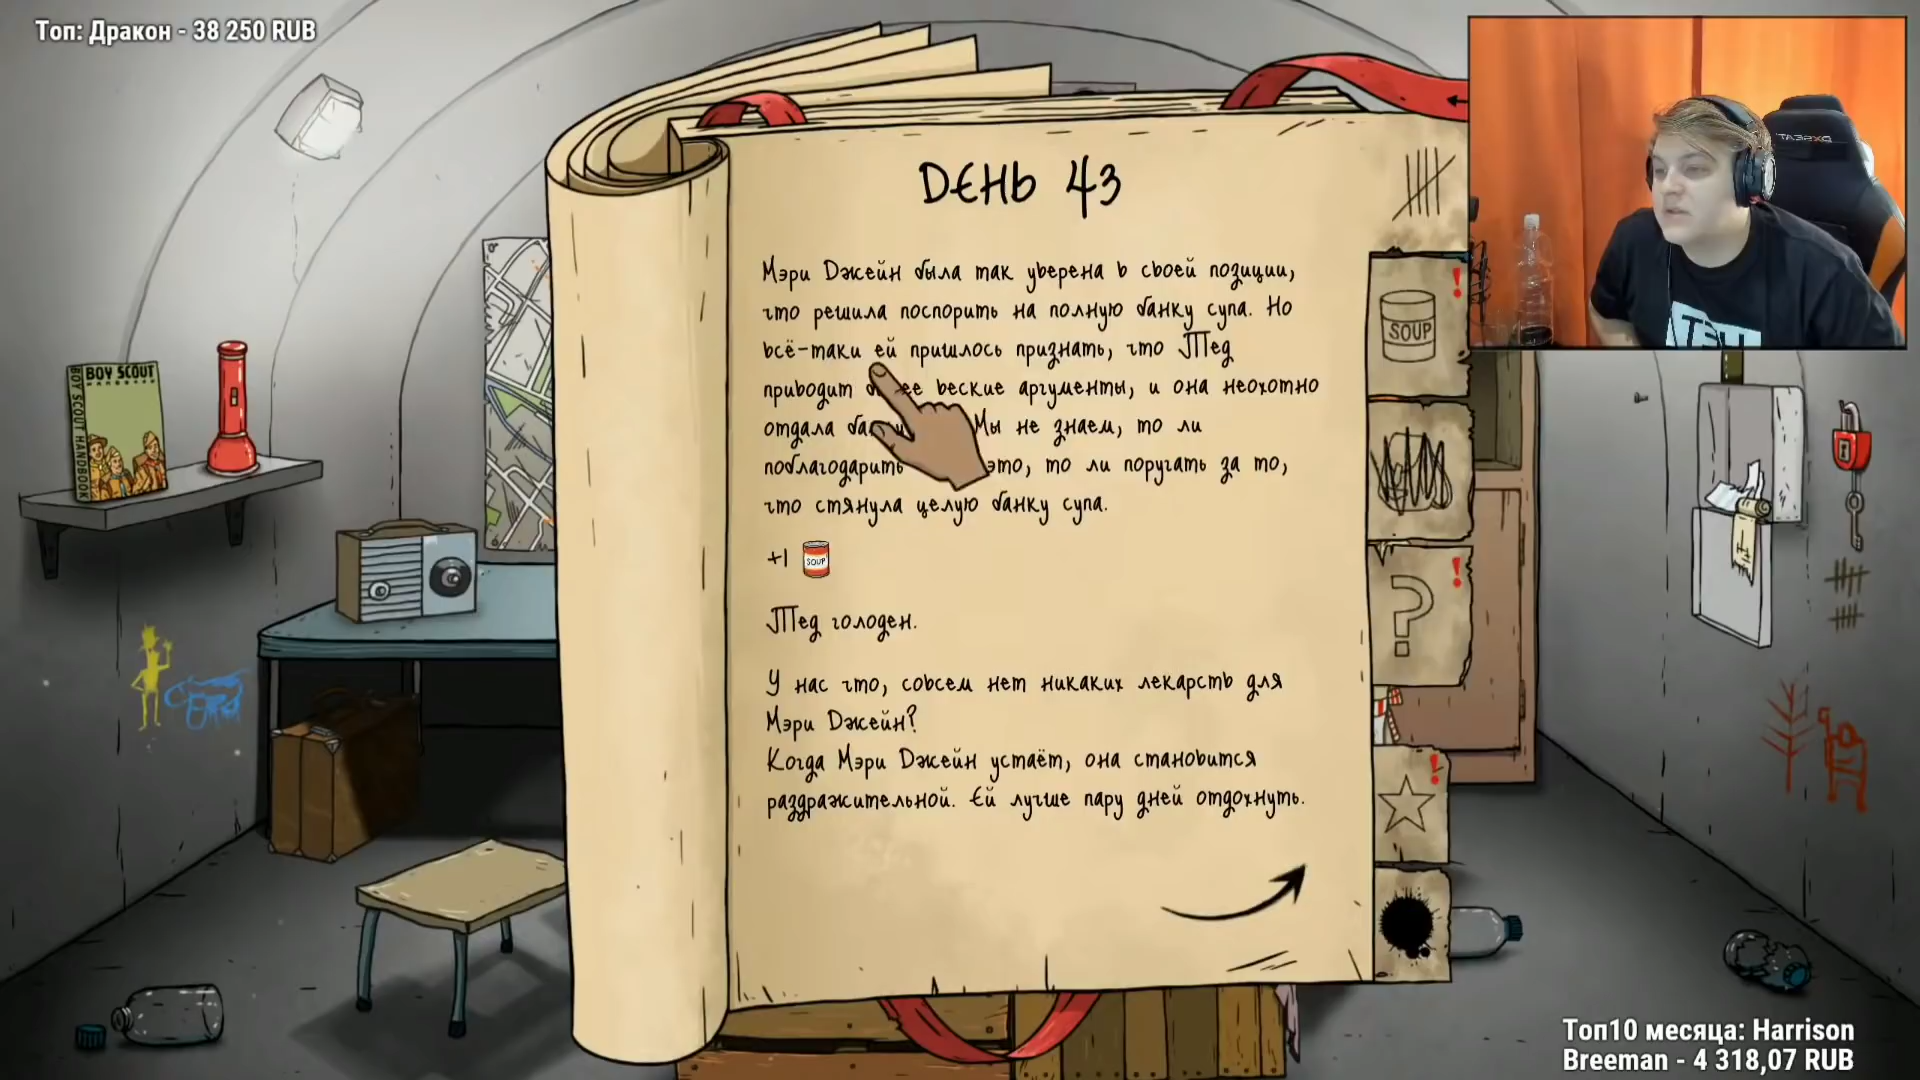 Топ: Дракон - 38 250 RUB
BOY SCOUT
BOY SCOUT HANDBOOK
DXRACER
ДЕНЬ 43
Мэри Джейн была так уверена в своей позиции,
что решила поспорить на полную банку супа. Но
всё-таки ей пришлось признать, что Тед
приводит веские аргументы, и она неохотно
отдала Мы не знаем, то ли
поблагодарить это, то ли поругать за то,
что стянула целую банку супа.
+1 SOUP
Тед голоден.
У нас что, совсем нет никаких лекарств для
Мэри Джейн?
Когда Мэри Джейн устаёт, она становится
раздражительной. Ей лучше пару дней отдохнуть.
!
SOUP
! ?
!
Топ10 месяца: Harrison
Breeman - 4 318,07 RUB